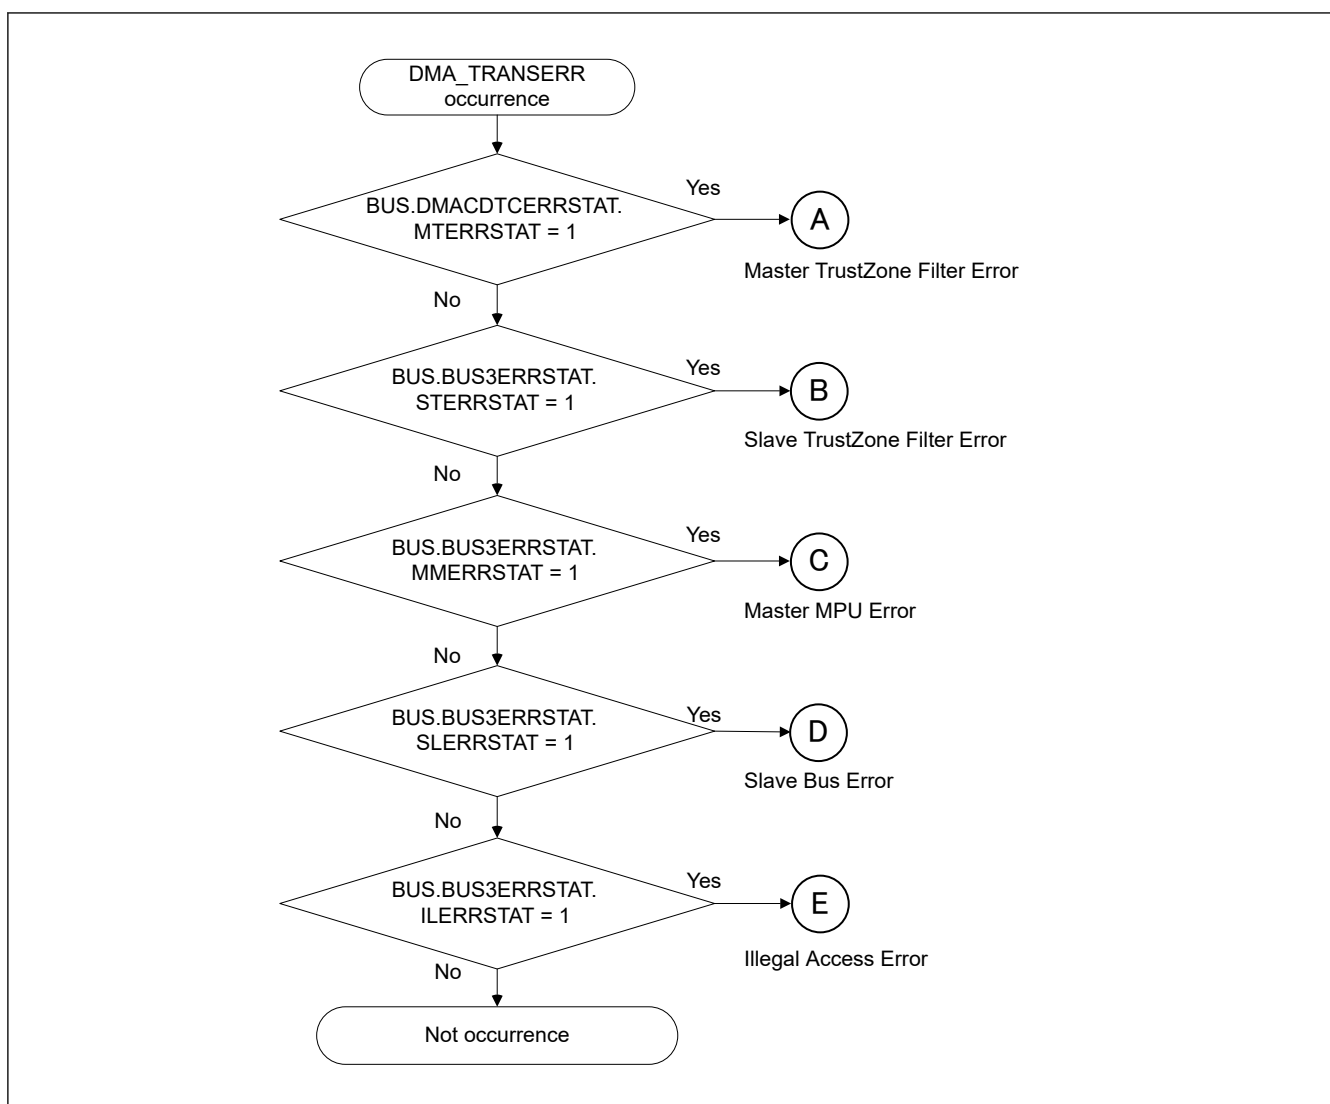 DMA_TRANSERR
occurrence
Yes
BUS.DMACDTCERRSTAT.
MTERRSTAT = 1
A
Master TrustZone Filter Error
No
Yes
BUS.BUS3ERRSTAT.
STERRSTAT = 1
B
Slave TrustZone Filter Error
No
Yes
BUS.BUS3ERRSTAT.
MMERRSTAT = 1
C
Master MPU Error
No
Yes
BUS.BUS3ERRSTAT.
SLERRSTAT = 1
D
Slave Bus Error
No
Yes
BUS.BUS3ERRSTAT.
ILERRSTAT = 1
E
Illegal Access Error
No
Not occurrence